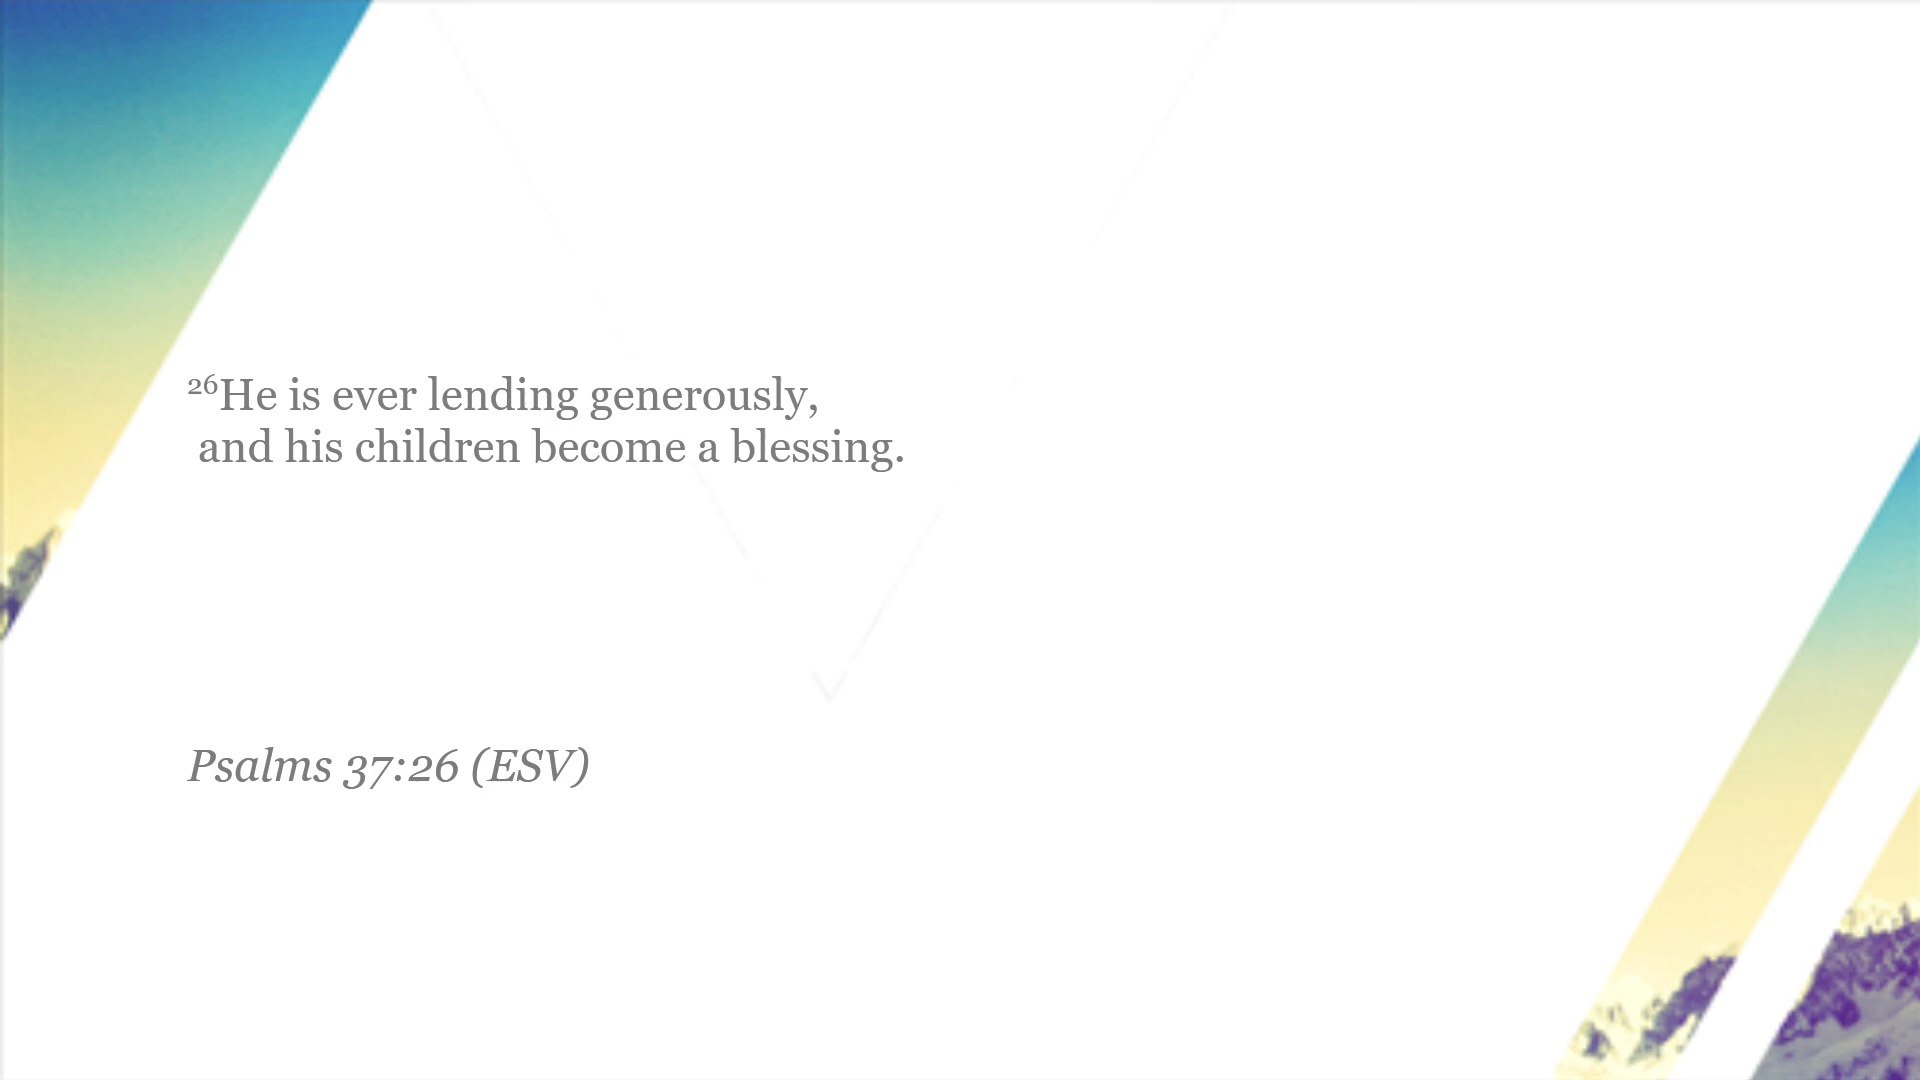 26He is ever lending generously,
and his children become a blessing.
Psalms 37:26 (ESV)